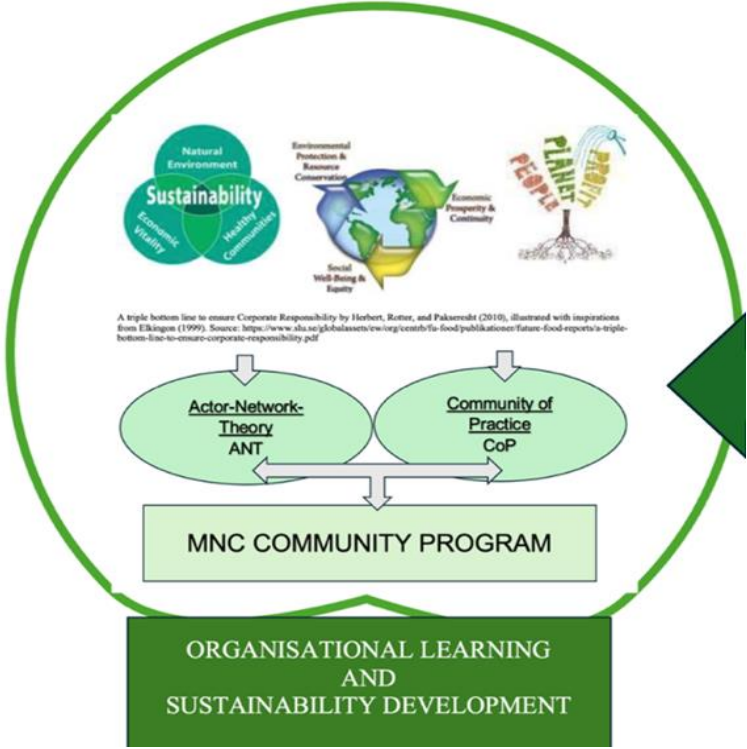 Natural
Environment
Sustainability
Economic
Vitality
Healthy
Communities
Environmental
Protection &
Resource
Conservation
Economic
Prosperity &
Continuity
Social
Well-Being &
Equity
PEOPLE
PLANET
PROFIT
A triple bottom line to ensure Corporate Responsibility by Herbert, Rotter, and Pakseresht (2010), illustrated with inspirations
from Elkingon (1999). Source: https://www.slu.se/globalassets/ew/org/centrb/fu-food/publikationer/future-food-reports/a-triple-
bottom-line-to-ensure-corporate-responsibility.pdf
Actor-Network-
Theory
ANT
Community of
Practice
CoP
MNC COMMUNITY PROGRAM
ORGANISATIONAL LEARNING
AND
SUSTAINABILITY DEVELOPMENT